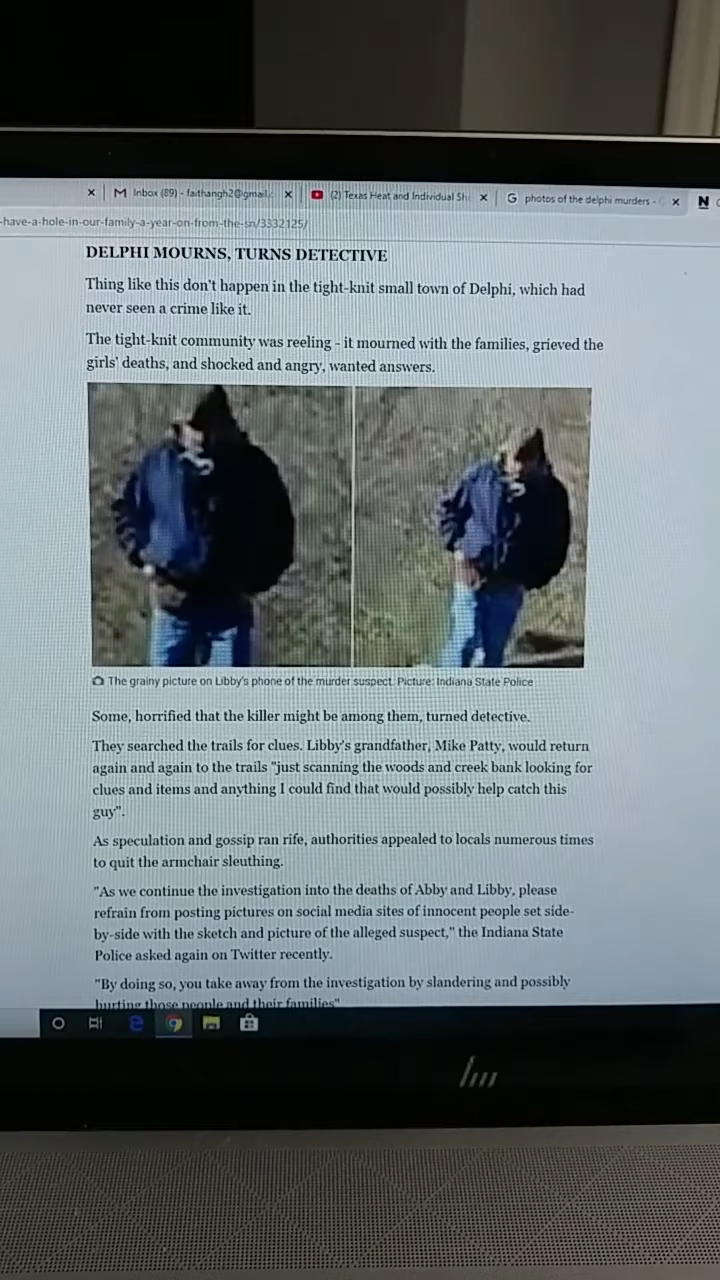 Inbox (89) - faithangh2@gmail.c
(2) Texas Heat and Individual Sh
photos of the delphi murders -
-have-a-hole-in-our-family-a-year-on-from-the-sn/3332125/
DELPHI MOURNS, TURNS DETECTIVE
Thing like this don't happen in the tight-knit small town of Delphi, which had
never seen a crime like it.
The tight-knit community was reeling - it mourned with the families, grieved the
girls' deaths, and shocked and angry, wanted answers.
The grainy picture on Libby's phone of the murder suspect. Picture: Indiana State Police
Some, horrified that the killer might be among them, turned detective.
They searched the trails for clues. Libby's grandfather, Mike Patty, would return
again and again to the trails "just scanning the woods and creek bank looking for
clues and items and anything I could find that would possibly help catch this
guy".
As speculation and gossip ran rife, authorities appealed to locals numerous times
to quit the armchair sleuthing.
"As we continue the investigation into the deaths of Abby and Libby, please
refrain from posting pictures on social media sites of innocent people set side-
by-side with the sketch and picture of the alleged suspect," the Indiana State
Police asked again on Twitter recently.
"By doing so, you take away from the investigation by slandering and possibly
hurting those people and their families"
hp